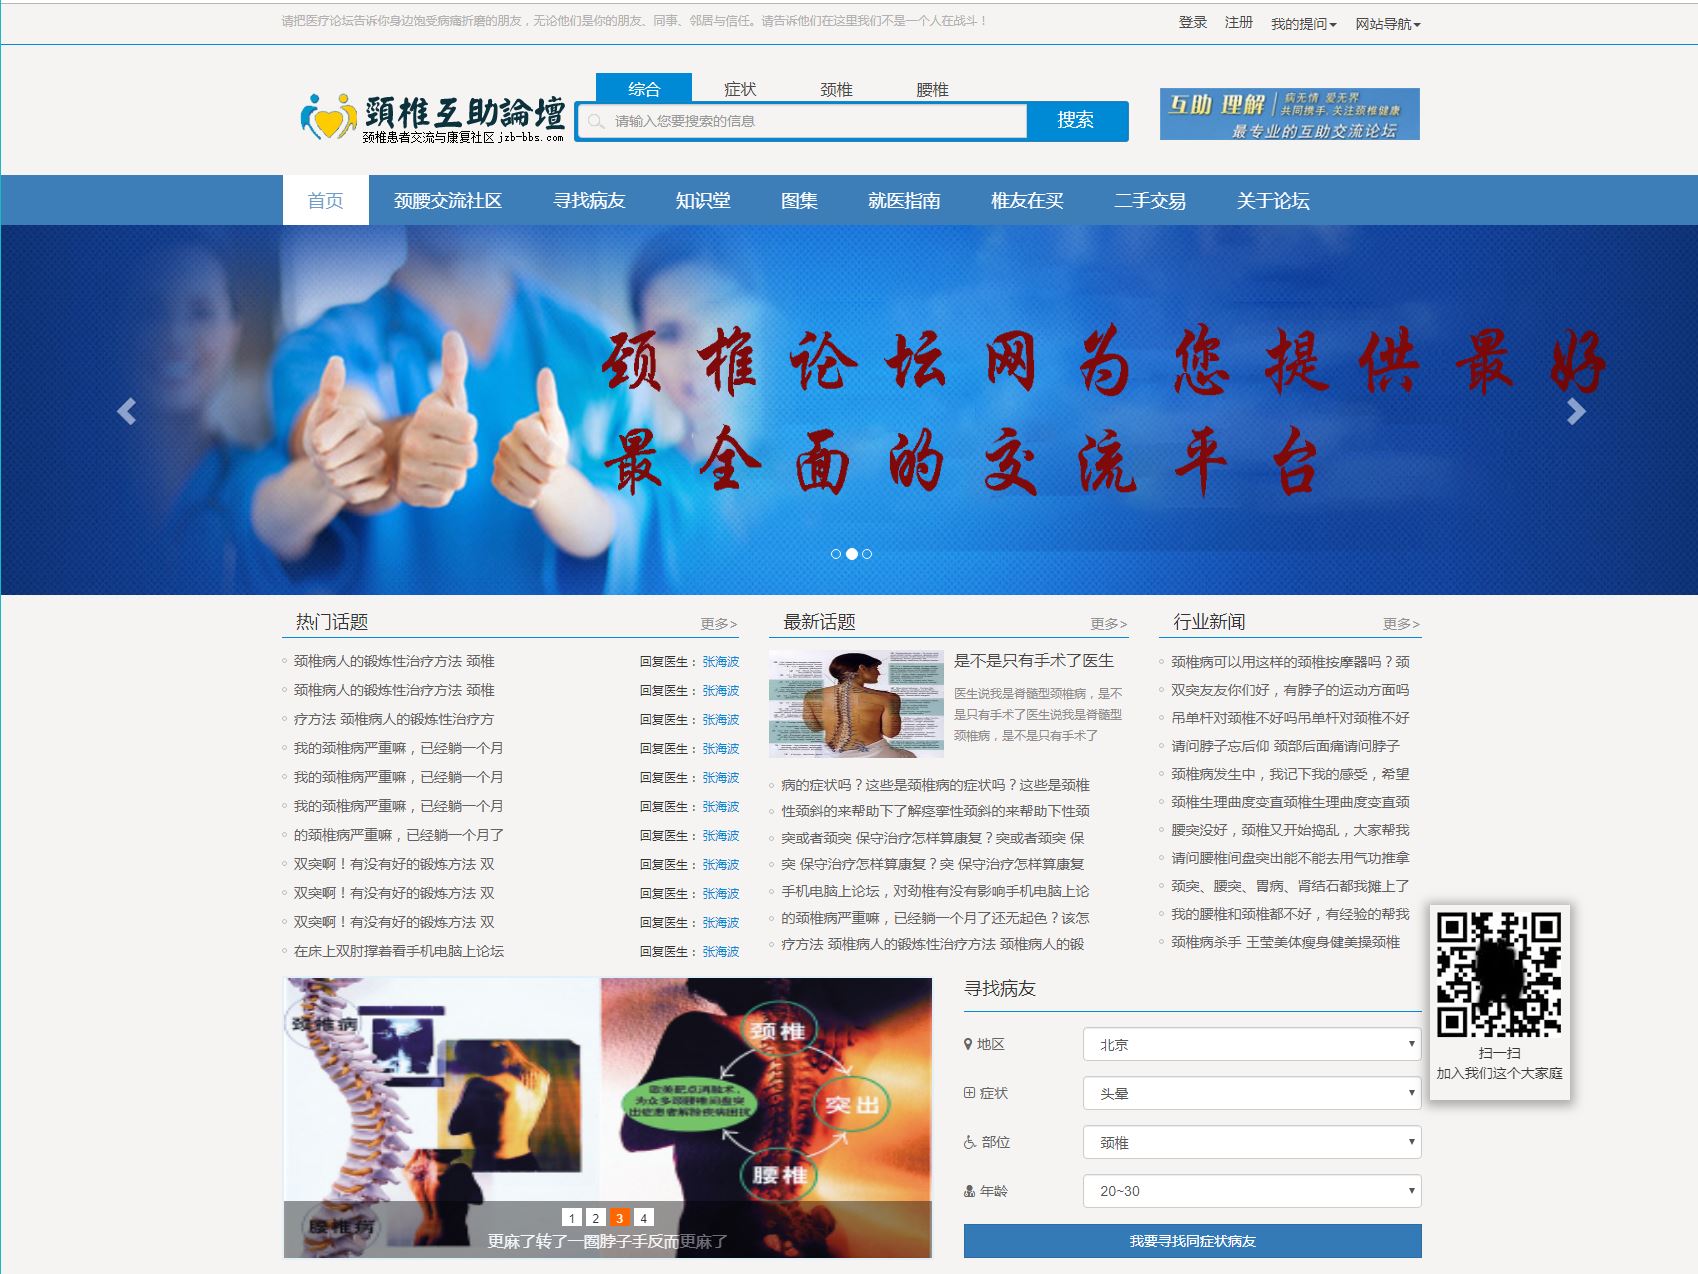 请把医疗论坛告诉你身边饱受病痛折磨的朋友，无论他们是你的朋友、同事、邻居与信任。请告诉他们在这里我们不是一个人在战斗！
登录 注册 我的提问 网站导航
综合 症状 颈椎 腰椎
頸椎互助論壇
颈椎患者交流与康复社区 jzb-bbs.com
请输入您要搜索的信息 搜索
互助 理解 病无情 爱无界
共同携手,关注颈椎健康
最专业的互助交流论坛
首页 颈腰交流社区 寻找病友 知识堂 图集 就医指南 椎友在买 二手交易 关于论坛
颈椎论坛网为您提供最好
最全面的交流平台
热门话题 更多>
颈椎病人的锻炼性治疗方法 颈椎 回复医生：张海波
颈椎病人的锻炼性治疗方法 颈椎 回复医生：张海波
疗方法 颈椎病人的锻炼性治疗方 回复医生：张海波
我的颈椎病严重嘛，已经躺一个月 回复医生：张海波
我的颈椎病严重嘛，已经躺一个月 回复医生：张海波
我的颈椎病严重嘛，已经躺一个月 回复医生：张海波
的颈椎病严重嘛，已经躺一个月了 回复医生：张海波
双突啊！有没有好的锻炼方法 双 回复医生：张海波
双突啊！有没有好的锻炼方法 双 回复医生：张海波
双突啊！有没有好的锻炼方法 双 回复医生：张海波
在床上双肘撑着看手机电脑上论坛 回复医生：张海波
最新话题 更多>
是不是只有手术了医生
医生说我是脊髓型颈椎病，是不
是只有手术了医生说我是脊髓型
颈椎病，是不是只有手术了
病的症状吗？这些是颈椎病的症状吗？这些是颈椎
性颈斜的来帮助下了解痉挛性颈斜的来帮助下性颈
突或者颈突 保守治疗怎样算康复？突或者颈突 保
突 保守治疗怎样算康复？突 保守治疗怎样算康复
手机电脑上论坛，对劲椎有没有影响手机电脑上论
的颈椎病严重嘛，已经躺一个月了还无起色？该怎
疗方法 颈椎病人的锻炼性治疗方法 颈椎病人的锻
行业新闻 更多>
颈椎病可以用这样的颈椎按摩器吗？颈
双突友友你们好，有脖子的运动方面吗
吊单杆对颈椎不好吗吊单杆对颈椎不好
请问脖子忘后仰 颈部后面痛请问脖子
颈椎病发生中，我记下我的感受，希望
颈椎生理曲度变直颈椎生理曲度变直颈
腰突没好，颈椎又开始捣乱，大家帮我
请问腰椎间盘突出能不能去用气功推拿
颈突、腰突、胃病、肾结石都我摊上了
我的腰椎和颈椎都不好，有经验的帮我
颈椎病杀手 王莹美体瘦身健美操颈椎
扫一扫
加入我们这个大家庭
颈椎病
颈椎
欧美靶点消融术，
为众多颈腰椎间盘突
出症患者解除疾病困扰
突出
腰椎
腰椎病
1 2 3 4
更麻了转了一圈脖子手反而更麻了
寻找病友
地区 北京
症状 头晕
部位 颈椎
年龄 20~30
我要寻找同症状病友